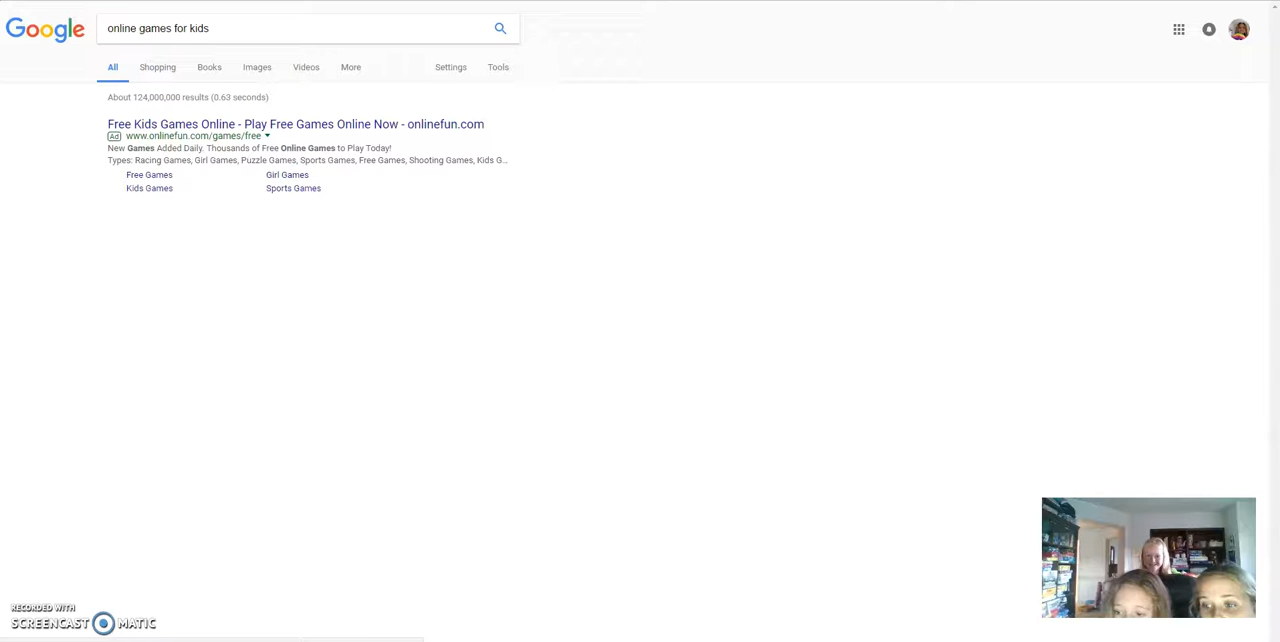 Google
online games for kids
All Shopping Books Images Videos More Settings Tools
About 124,000,000 results (0.63 seconds)
Free Kids Games Online - Play Free Games Online Now - onlinefun.com
Ad www.onlinefun.com/games/free
New Games Added Daily. Thousands of Free Online Games to Play Today!
Types: Racing Games, Girl Games, Puzzle Games, Sports Games, Free Games, Shooting Games, Kids G...
Free Games Girl Games
Kids Games Sports Games
RECORDED WITH
SCREENCAST MATIC